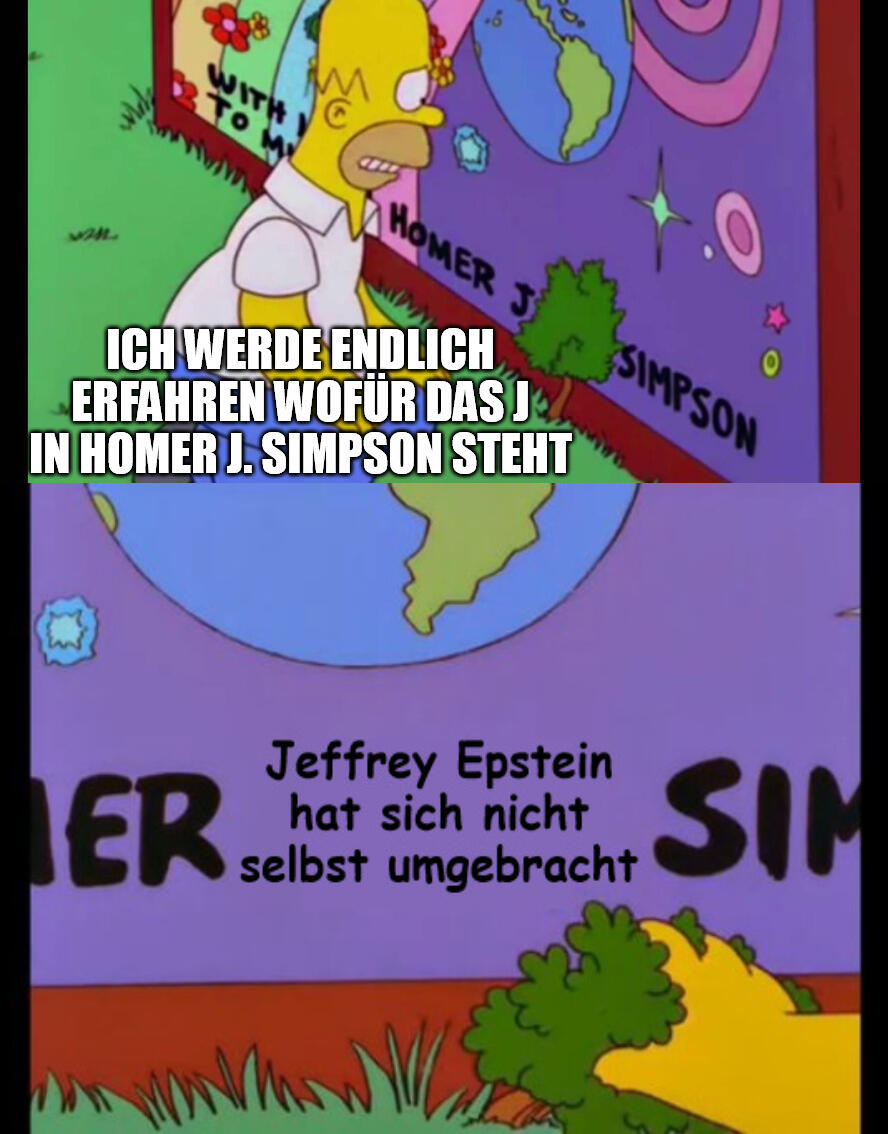 WITH
TO M
HOMER J
SIMPSON
ICH WERDE ENDLICH
ERFAHREN WOFÜR DAS J
IN HOMER J. SIMPSON STEHT
Jeffrey Epstein
hat sich nicht
selbst umgebracht
ER SIM